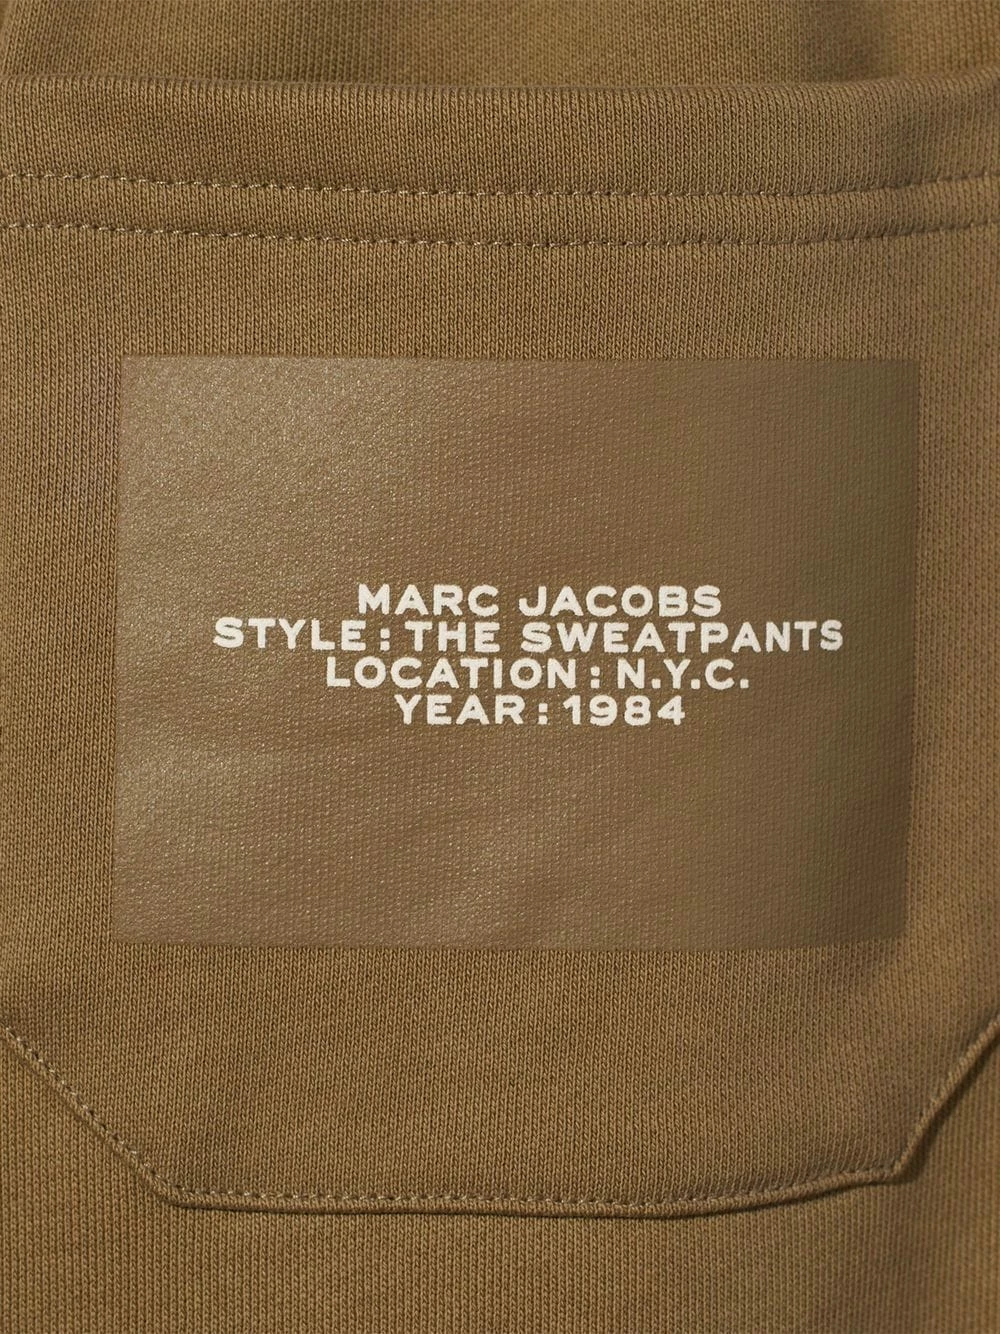 MARC JACOBS
STYLE: THE SWEATPANTS
LOCATION: N.Y.C.
YEAR: 1984